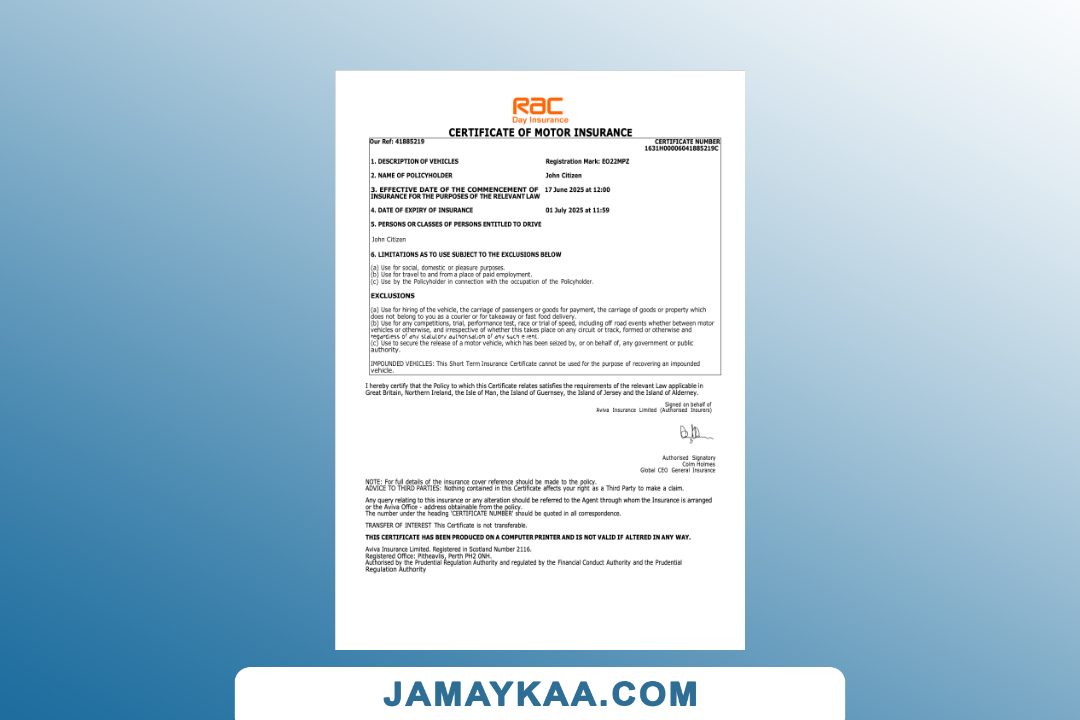 RAC
Day Insurance
CERTIFICATE OF MOTOR INSURANCE
Our Ref: 41885219
CERTIFICATE NUMBER
1631H00006041885219C
1. DESCRIPTION OF VEHICLES
Registration Mark: EO22MPZ
2. NAME OF POLICYHOLDER
John Citizen
3. EFFECTIVE DATE OF THE COMMENCEMENT OF
INSURANCE FOR THE PURPOSES OF THE RELEVANT LAW
17 June 2025 at 12:00
4. DATE OF EXPIRY OF INSURANCE
01 July 2025 at 11:59
5. PERSONS OR CLASSES OF PERSONS ENTITLED TO DRIVE
John Citizen
6. LIMITATIONS AS TO USE SUBJECT TO THE EXCLUSIONS BELOW
(a) Use for social, domestic or pleasure purposes.
(b) Use for travel to and from a place of paid employment.
(c) Use by the Policyholder in connection with the occupation of the Policyholder.
EXCLUSIONS
(a) Use for hiring of the vehicle, the carriage of passengers or goods for payment, the carriage of goods or property which
does not belong to you as a courier or for takeaway or fast food delivery.
(b) Use for any competitions, trial, performance test, race or trial of speed, including off road events whether between motor
vehicles or otherwise, and irrespective of whether this takes place on any circuit or track, formed or otherwise and
regardless of any statutory authorisation of any such event.
(c) Use to secure the release of a motor vehicle, which has been seized by, or on behalf of, any government or public
authority.
IMPOUNDED VEHICLES: This Short Term Insurance Certificate cannot be used for the purpose of recovering an impounded
vehicle.
I hereby certify that the Policy to which this Certificate relates satisfies the requirements of the relevant Law applicable in
Great Britain, Northern Ireland, the Isle of Man, the Island of Guernsey, the Island of Jersey and the Island of Alderney.
Signed on behalf of
Aviva Insurance Limited (Authorised Insurers)
Authorised Signatory
Colm Holmes
Global CEO General Insurance
NOTE: For full details of the insurance cover reference should be made to the policy.
ADVICE TO THIRD PARTIES: Nothing contained in this Certificate affects your right as a Third Party to make a claim.
Any query relating to this insurance or any alteration should be referred to the Agent through whom the Insurance is arranged
or the Aviva Office - address obtainable from the policy.
The number under the heading 'CERTIFICATE NUMBER' should be quoted in all correspondence.
TRANSFER OF INTEREST This Certificate is not transferable.
THIS CERTIFICATE HAS BEEN PRODUCED ON A COMPUTER PRINTER AND IS NOT VALID IF ALTERED IN ANY WAY.
Aviva Insurance Limited. Registered in Scotland Number 2116.
Registered Office: Pitheavlis, Perth PH2 0NH.
Authorised by the Prudential Regulation Authority and regulated by the Financial Conduct Authority and the Prudential
Regulation Authority
JAMAYKAA.COM